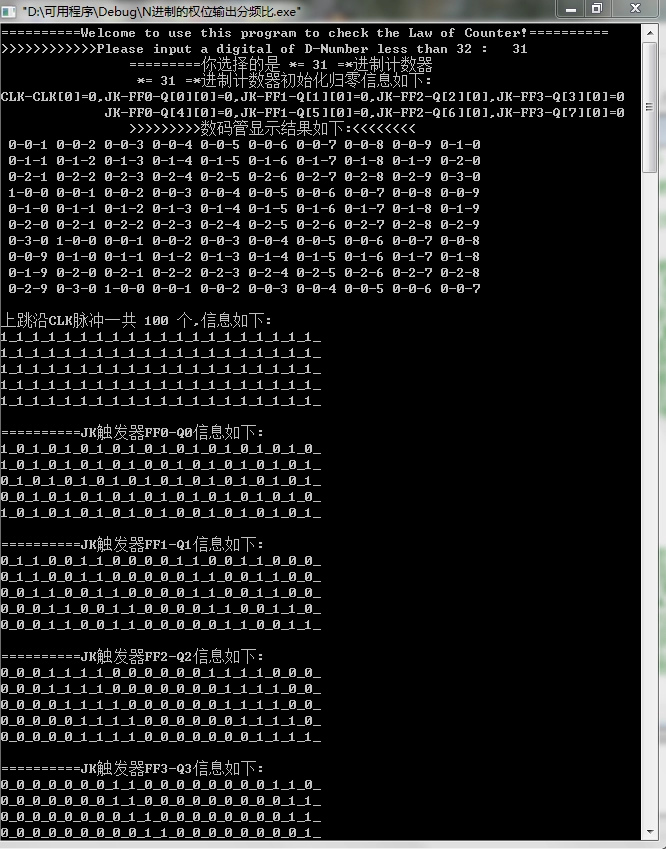 "D:\可用程序\Debug\N进制的权位输出分频比.exe"
==========Welcome to use this program to check the Law of Counter!==========
>>>>>>>>>>>>Please input a digital of D-Number less than 32 :   31
=========你选择的是 *= 31 =*进制计数器
*= 31 =*进制计数器初始化归零信息如下:
CLK-CLK[0]=0,JK-FF0-Q[0][0]=0,JK-FF1-Q[1][0]=0,JK-FF2-Q[2][0],JK-FF3-Q[3][0]=0
JK-FF0-Q[4][0]=0,JK-FF1-Q[5][0]=0,JK-FF2-Q[6][0],JK-FF3-Q[7][0]=0
>>>>>>>>>数码管显示结果如下:<<<<<<<<
0-0-1 0-0-2 0-0-3 0-0-4 0-0-5 0-0-6 0-0-7 0-0-8 0-0-9 0-1-0
0-1-1 0-1-2 0-1-3 0-1-4 0-1-5 0-1-6 0-1-7 0-1-8 0-1-9 0-2-0
0-2-1 0-2-2 0-2-3 0-2-4 0-2-5 0-2-6 0-2-7 0-2-8 0-2-9 0-3-0
1-0-0 0-0-1 0-0-2 0-0-3 0-0-4 0-0-5 0-0-6 0-0-7 0-0-8 0-0-9
0-1-0 0-1-1 0-1-2 0-1-3 0-1-4 0-1-5 0-1-6 0-1-7 0-1-8 0-1-9
0-2-0 0-2-1 0-2-2 0-2-3 0-2-4 0-2-5 0-2-6 0-2-7 0-2-8 0-2-9
0-3-0 1-0-0 0-0-1 0-0-2 0-0-3 0-0-4 0-0-5 0-0-6 0-0-7 0-0-8
0-0-9 0-1-0 0-1-1 0-1-2 0-1-3 0-1-4 0-1-5 0-1-6 0-1-7 0-1-8
0-1-9 0-2-0 0-2-1 0-2-2 0-2-3 0-2-4 0-2-5 0-2-6 0-2-7 0-2-8
0-2-9 0-3-0 1-0-0 0-0-1 0-0-2 0-0-3 0-0-4 0-0-5 0-0-6 0-0-7
上跳沿CLK脉冲一共 100 个,信息如下:
1_1_1_1_1_1_1_1_1_1_1_1_1_1_1_1_1_1_1_1_
1_1_1_1_1_1_1_1_1_1_1_1_1_1_1_1_1_1_1_1_
1_1_1_1_1_1_1_1_1_1_1_1_1_1_1_1_1_1_1_1_
1_1_1_1_1_1_1_1_1_1_1_1_1_1_1_1_1_1_1_1_
1_1_1_1_1_1_1_1_1_1_1_1_1_1_1_1_1_1_1_1_
==========JK触发器FF0-Q0信息如下:
1_0_1_0_1_0_1_0_1_0_1_0_1_0_1_0_1_0_1_0_
1_0_1_0_1_0_1_0_1_0_0_1_0_1_0_1_0_1_0_1_
0_1_0_1_0_1_0_1_0_1_0_1_0_1_0_1_0_1_0_1_
0_0_1_0_1_0_1_0_1_0_1_0_1_0_1_0_1_0_1_0_
1_0_1_0_1_0_1_0_1_0_1_0_0_1_0_1_0_1_0_1_
==========JK触发器FF1-Q1信息如下:
0_1_1_0_0_1_1_0_0_0_0_1_1_0_0_1_1_0_0_0_
0_1_1_0_0_1_1_0_0_0_0_0_1_1_0_0_1_1_0_0_
0_0_1_1_0_0_1_1_0_0_0_0_1_1_0_0_1_1_0_0_
0_0_0_1_1_0_0_1_1_0_0_0_0_1_1_0_0_1_1_0_
0_0_0_1_1_0_0_1_1_0_0_0_0_0_1_1_0_0_1_1_
==========JK触发器FF2-Q2信息如下:
0_0_0_1_1_1_1_0_0_0_0_0_0_1_1_1_1_0_0_0_
0_0_0_1_1_1_1_0_0_0_0_0_0_0_1_1_1_1_0_0_
0_0_0_0_1_1_1_1_0_0_0_0_0_0_1_1_1_1_0_0_
0_0_0_0_0_1_1_1_1_0_0_0_0_0_0_1_1_1_1_0_
0_0_0_0_0_1_1_1_1_0_0_0_0_0_0_0_1_1_1_1_
==========JK触发器FF3-Q3信息如下:
0_0_0_0_0_0_0_1_1_0_0_0_0_0_0_0_0_1_1_0_
0_0_0_0_0_0_0_1_1_0_0_0_0_0_0_0_0_0_1_1_
0_0_0_0_0_0_0_0_1_1_0_0_0_0_0_0_0_0_1_1_
0_0_0_0_0_0_0_0_0_1_1_0_0_0_0_0_0_0_0_1_